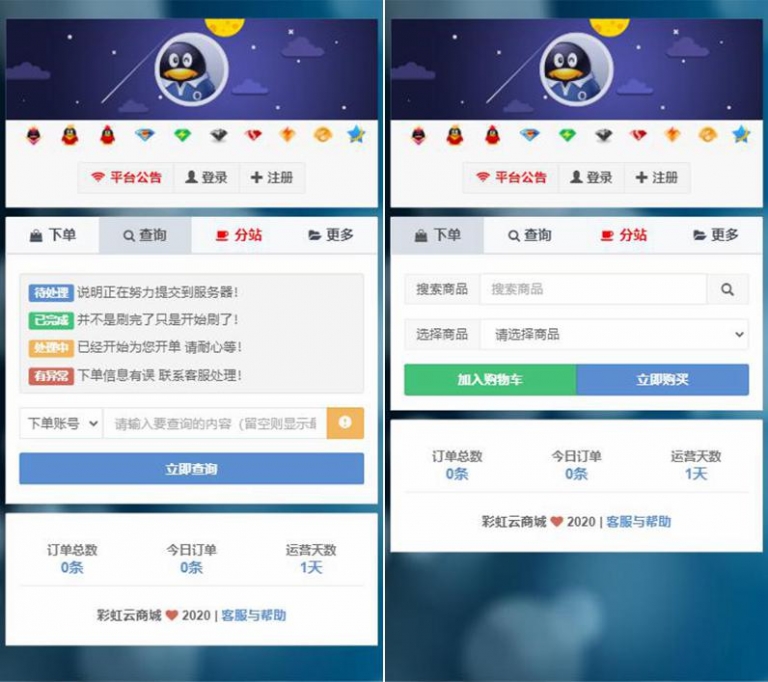 平台公告 登录 注册
下单 查询 分站 更多
待处理 说明正在努力提交到服务器!
已完成 并不是刷完了只是开始刷了!
处理中 已经开始为您开单 请耐心等!
有异常 下单信息有误 联系客服处理!
下单账号 请输入要查询的内容（留空则显示最
立即查询
订单总数 今日订单 运营天数
0条 0条 1天
彩虹云商城 ❤ 2020 | 客服与帮助
平台公告 登录 注册
下单 查询 分站 更多
搜索商品 搜索商品
选择商品 请选择商品
加入购物车 立即购买
订单总数 今日订单 运营天数
0条 0条 1天
彩虹云商城 ❤ 2020 | 客服与帮助